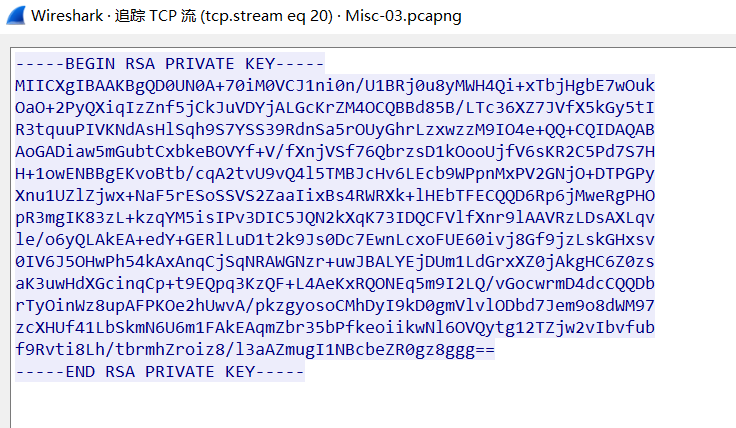 Wireshark · 追踪 TCP 流 (tcp.stream eq 20) · Misc-03.pcapng
-----BEGIN RSA PRIVATE KEY-----
MIICXgIBAAKBgQD0UN0A+70iM0VCJ1ni0n/U1BRj0u8yMWH4Qi+xTbjHgbE7wOuk
OaO+2PyQXiqIzZnf5jCkJuVDYjALGcKrZM4OCQBBd85B/LTc36XZ7JVfX5kGy5tI
R3tquuPIVKNdAsHlSqh9S7YSS39RdnSa5rOUyGhrLzxwzzM9IO4e+QQ+CQIDAQAB
AoGADiaw5mGubtCxbkeBOVYf+V/fXnjVSf76QbrzsD1kOooUjfV6sKR2C5Pd7S7H
H+1owENBBgEKvoBtb/cqA2tvU9vQ4l5TMBJcHv6LEcb9WPpnMxPV2GNjO+DTPGPy
Xnu1UZlZjwx+NaF5rESoSSVS2ZaaIixBs4RWRXk+lHEbTFECQQD6Rp6jMweRgPHO
pR3mgIK83zL+kzqYM5isIPv3DIC5JQN2kXqK73IDQCFVlfXnr9lAAVRzLDsAXLqv
le/o6yQLAkEA+edY+GERlLuD1t2k9Js0Dc7EwnLcxoFUE60ivj8Gf9jzLskGHxsv
0IV6J5OHwPh54kAxAnqCjSqNRAWGNzr+uwJBALYEjDUm1LdGrxXZ0jAkgHC6Z0zs
aK3uwHdXGcinqCp+t9EQpq3KzQF+L4AeKxRQONEq5m9I2LQ/vGocwrmD4dcCQQDb
rTyOinWz8upAFPKOe2hUwvA/pkzgyosoCMhDyI9kD0gmVlvlODbd7Jem9o8dWM97
zcXHUf41LbSkmN6U6m1FAkEAqmZbr35bPfkeoiikwNl6OVQytg12TZjw2vIbvfub
f9Rvti8Lh/tbrmhZroiz8/l3aAZmugI1NBcbeZR0gz8ggg==
-----END RSA PRIVATE KEY-----